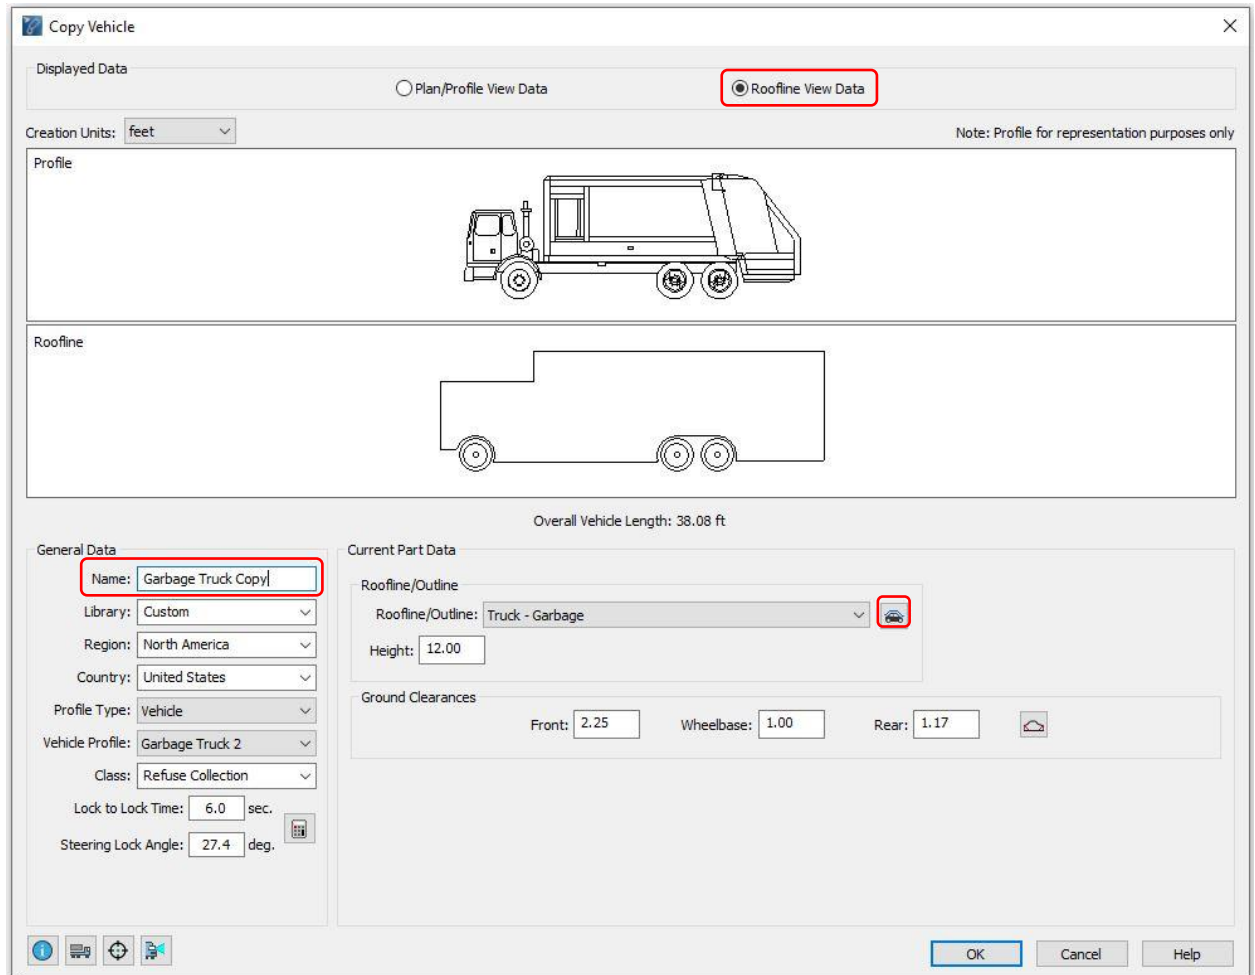 Copy Vehicle
Displayed Data
Plan/Profile View Data
Roofline View Data
Creation Units: feet
Note: Profile for representation purposes only
Profile
Roofline
Overall Vehicle Length: 38.08 ft
General Data
Name: Garbage Truck Copy
Library: Custom
Region: North America
Country: United States
Profile Type: Vehicle
Vehicle Profile: Garbage Truck 2
Class: Refuse Collection
Lock to Lock Time: 6.0 sec.
Steering Lock Angle: 27.4 deg.
Current Part Data
Roofline/Outline
Roofline/Outline: Truck - Garbage
Height: 12.00
Ground Clearances
Front: 2.25 Wheelbase: 1.00 Rear: 1.17
OK Cancel Help